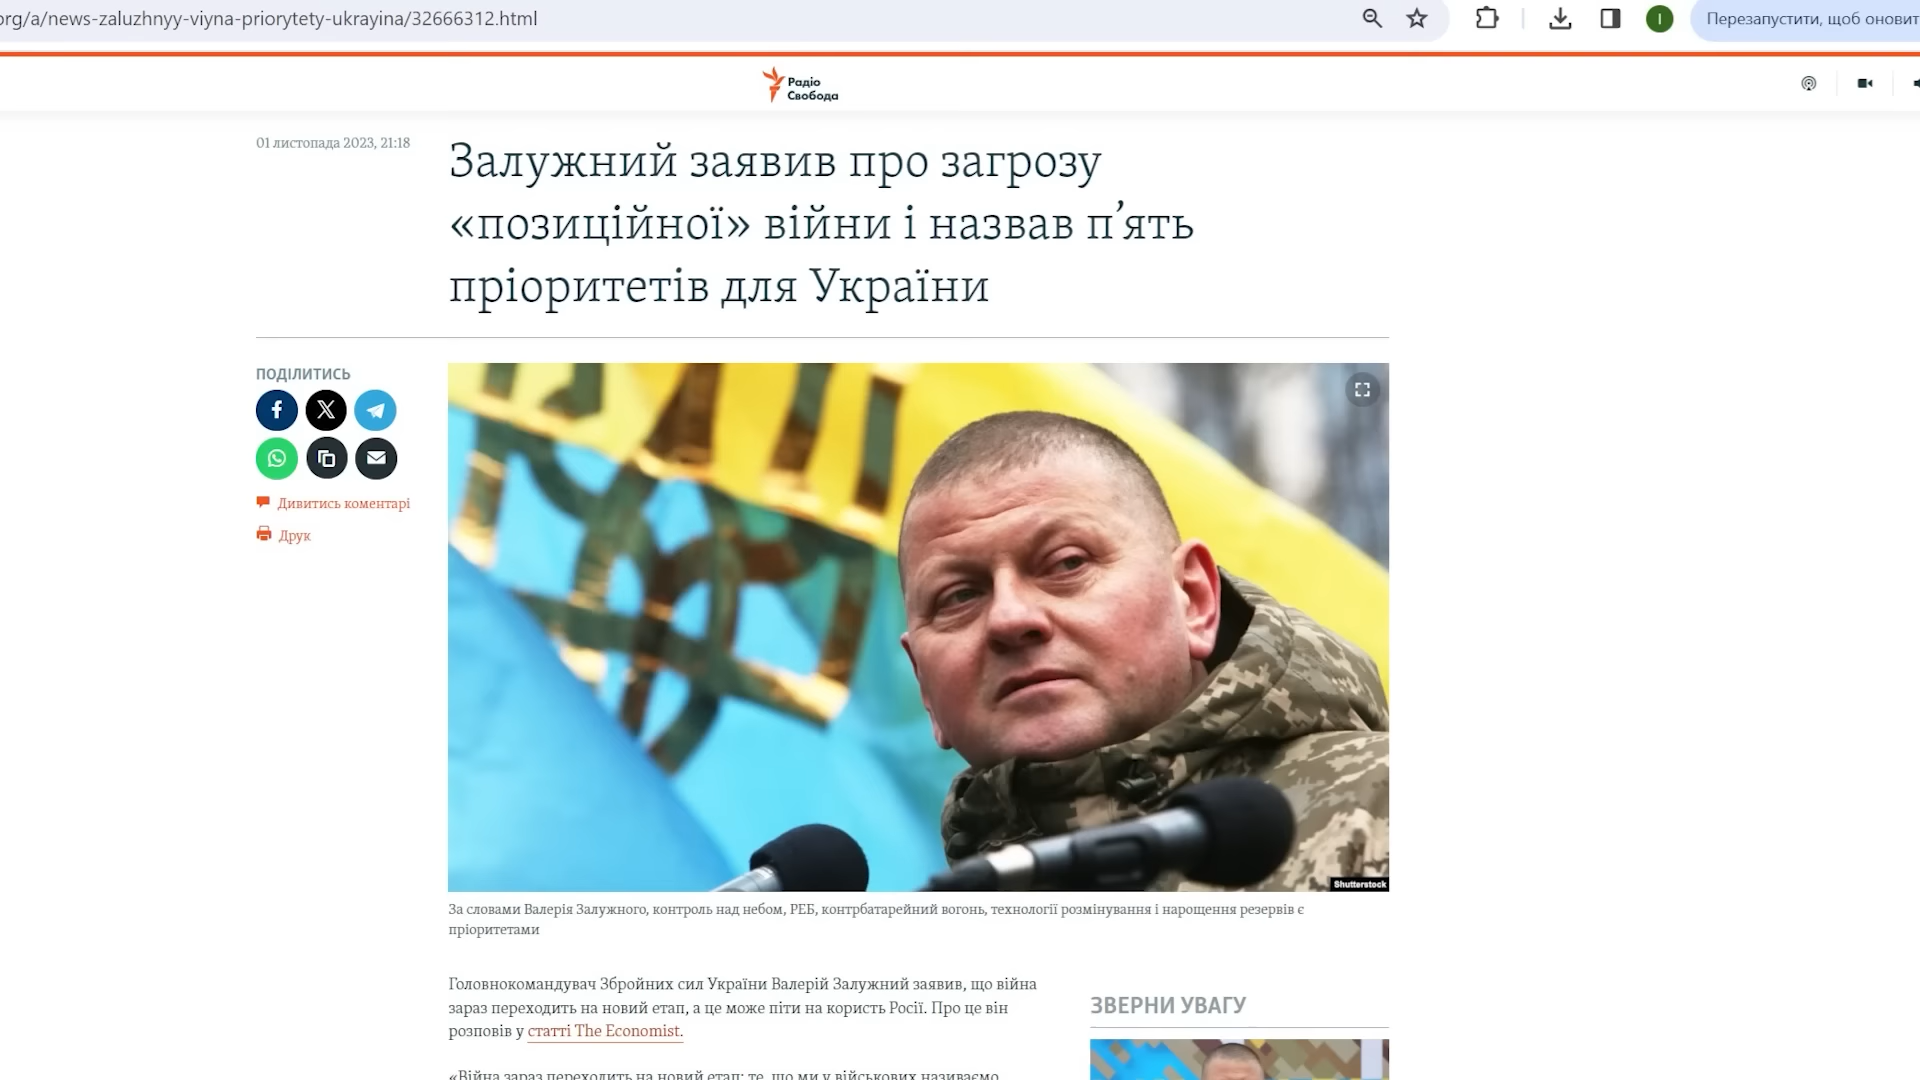 org/a/news-zaluzhnyy-viyna-priorytety-ukrayina/32666312.html
І
Перезапустити, щоб оновит
Радіо
Свобода
01 листопада 2023, 21:18
Залужний заявив про загрозу
«позиційної» війни і назвав п’ять
пріоритетів для України
ПОДІЛИТИСЬ
Дивитись коментарі
Друк
Shutterstock
За словами Валерія Залужного, контроль над небом, РЕБ, контрбатарейний вогонь, технології розмінування і нарощення резервів є
пріоритетами
Головнокомандувач Збройних сил України Валерій Залужний заявив, що війна
зараз переходить на новий етап, а це може піти на користь Росії. Про це він
розповів у статті The Economist.
ЗВЕРНИ УВАГУ
«Війна зараз переходить на новий етап: те, що ми у військових називаємо